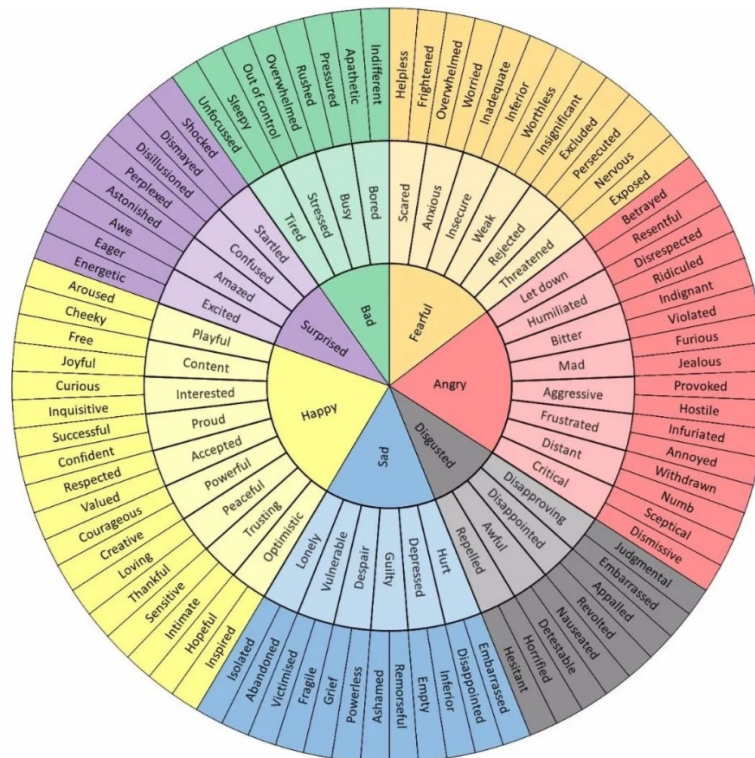 Bad
Fearful
Angry
Disgusted
Sad
Happy
Surprised
Tired
Stressed
Busy
Bored
Scared
Anxious
Insecure
Weak
Rejected
Threatened
Let down
Humiliated
Bitter
Mad
Aggressive
Frustrated
Distant
Critical
Disapproving
Disappointed
Awful
Repelled
Hurt
Depressed
Guilty
Despair
Vulnerable
Lonely
Optimistic
Trusting
Peaceful
Powerful
Accepted
Proud
Interested
Content
Playful
Excited
Amazed
Confused
Startled
Unfocussed
Sleepy
Out of control
Overwhelmed
Rushed
Pressured
Apathetic
Indifferent
Helpless
Frightened
Overwhelmed
Worried
Inadequate
Inferior
Worthless
Insignificant
Excluded
Persecuted
Nervous
Exposed
Betrayed
Resentful
Disrespected
Ridiculed
Indignant
Violated
Furious
Jealous
Provoked
Hostile
Infuriated
Annoyed
Withdrawn
Numb
Sceptical
Dismissive
Judgmental
Embarrassed
Appalled
Revolted
Nauseated
Detestable
Horrified
Hesitant
Embarrassed
Disappointed
Inferior
Empty
Remorseful
Ashamed
Powerless
Grief
Fragile
Victimised
Abandoned
Isolated
Inspired
Hopeful
Intimate
Sensitive
Thankful
Loving
Creative
Courageous
Valued
Respected
Confident
Successful
Inquisitive
Curious
Joyful
Free
Cheeky
Aroused
Energetic
Eager
Awe
Astonished
Perplexed
Disillusioned
Dismayed
Shocked